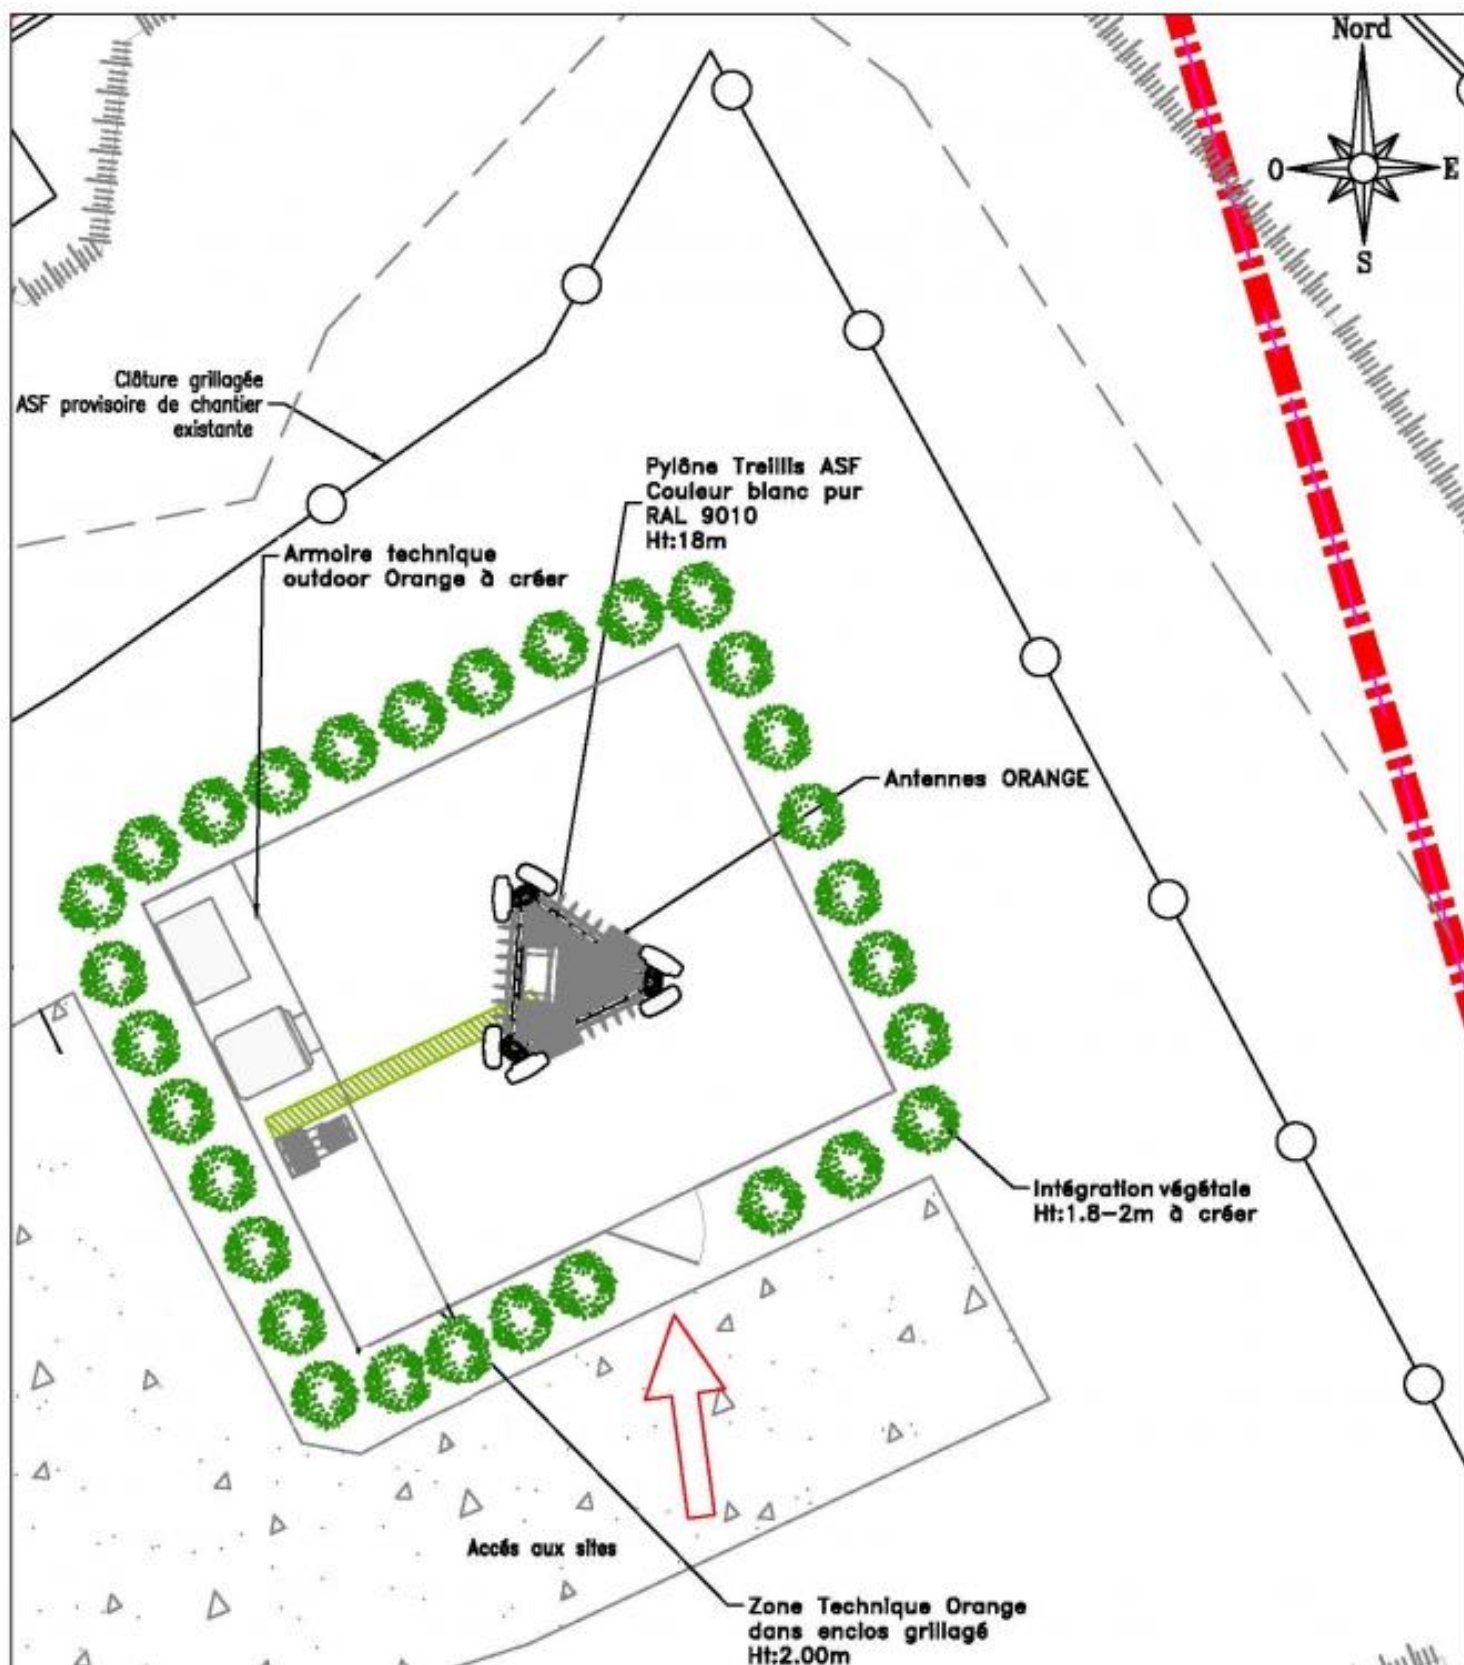 Nord
O
E
S
Clôture grillagée
ASF provisoire de chantier
existante
Pylône Treillis ASF
Couleur blanc pur
RAL 9010
Ht:18m
Armoire technique
outdoor Orange à créer
Antennes ORANGE
Intégration végétale
Ht:1.8-2m à créer
Accés aux sites
Zone Technique Orange
dans enclos grillagé
Ht:2.00m